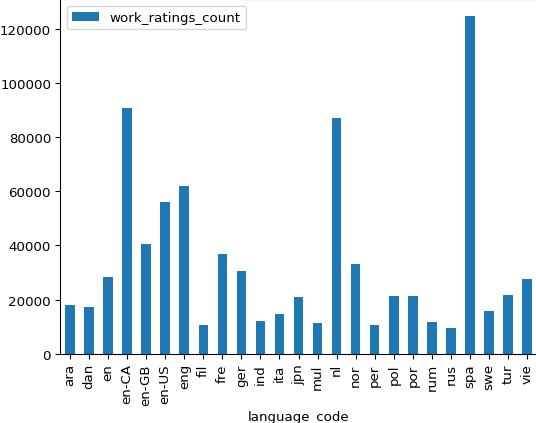 work_ratings_count
120000
100000
80000
60000
40000
20000
0
ara dan en en-CA en-GB en-US eng fil fre ger ind ita jpn mul nl nor per pol por rum rus spa swe tur vie
language_code